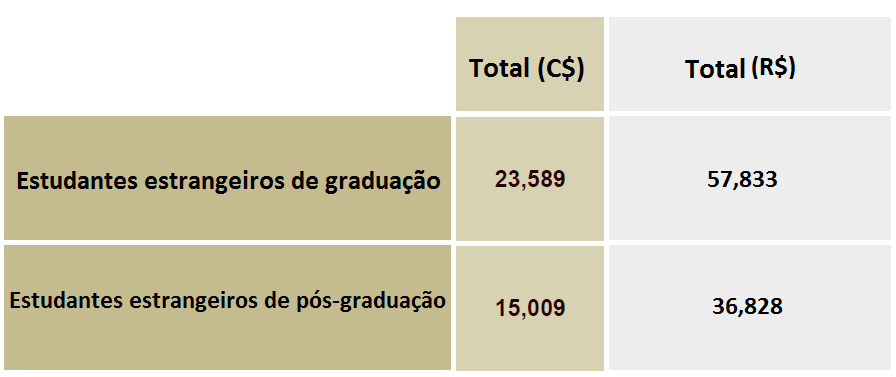 Total (C$) Total (R$)
Estudantes estrangeiros de graduação 23,589 57,833
Estudantes estrangeiros de pós-graduação 15,009 36,828